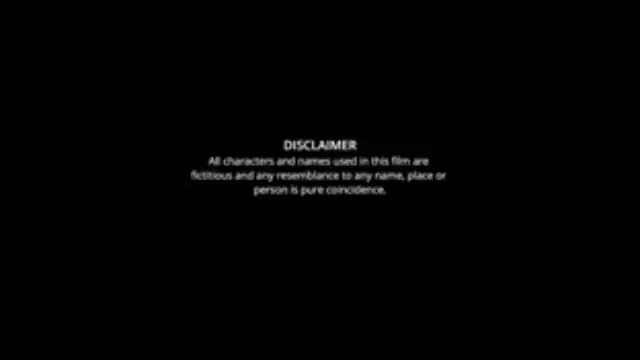 DISCLAIMER
All characters and names used in this film are
fictitious and any resemblance to any name, place or
person is pure coincidence.